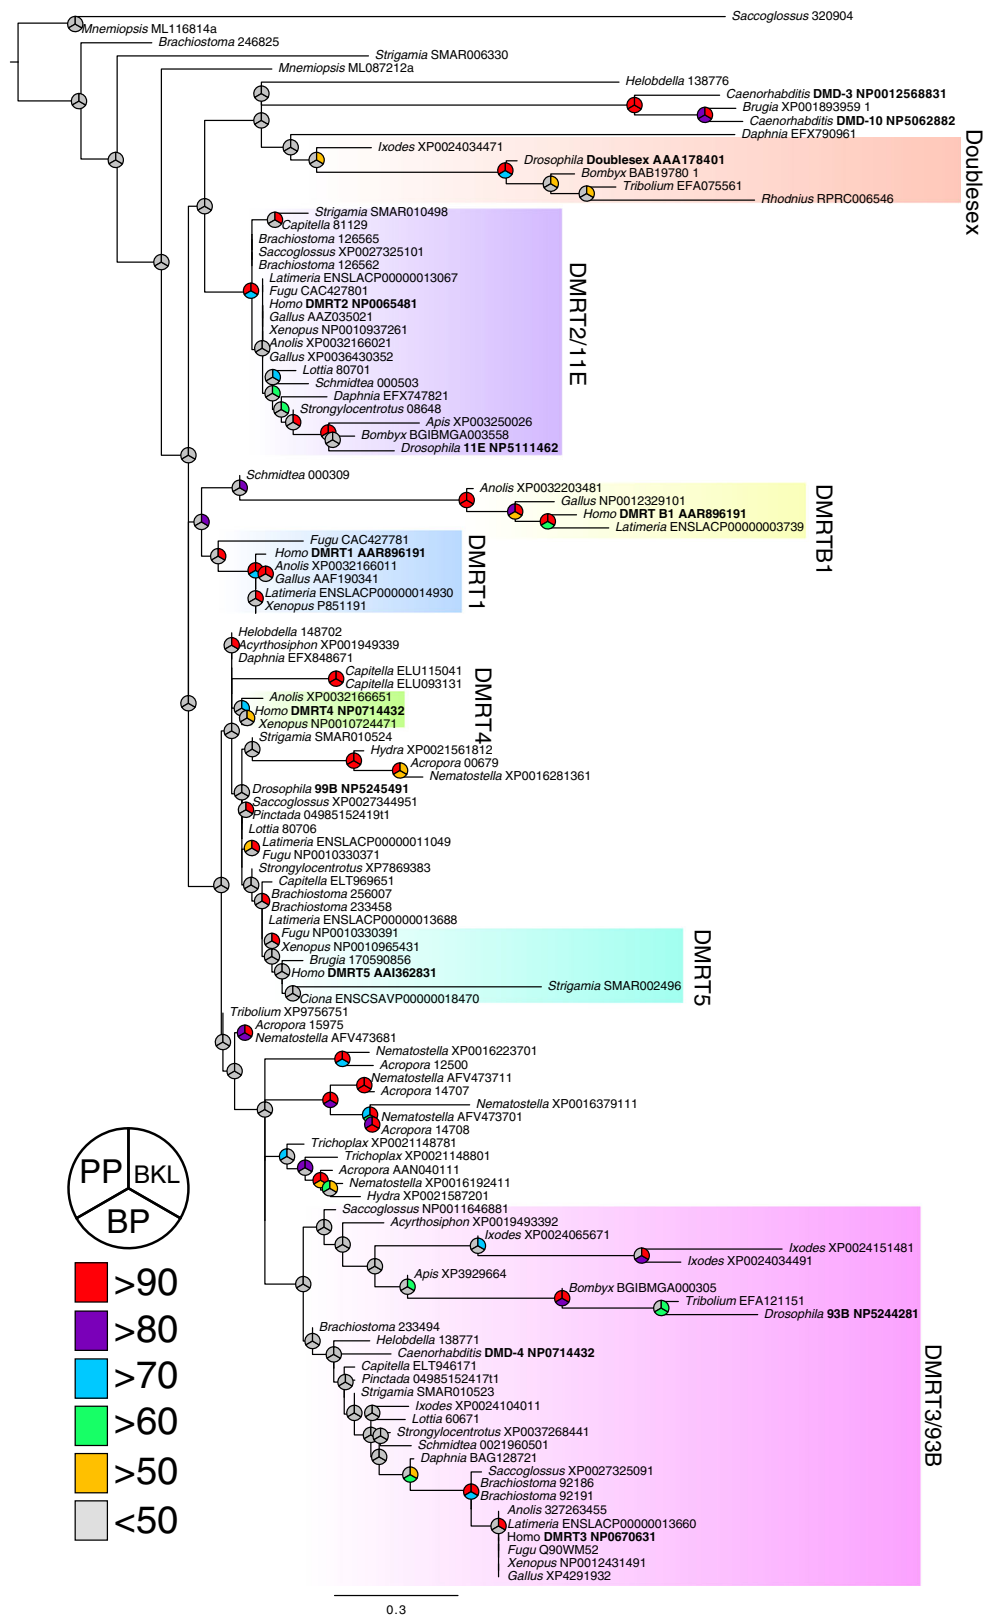 Saccoglossus 320904
Mnemiopsis ML116814a
Brachiostoma 246825
Strigamia SMAR006330
Mnemiopsis ML087212a
Helobdella 138776
Caenorhabditis DMD-3 NP0012568831
Brugia XP001893959 1
Caenorhabditis DMD-10 NP5062882
Daphnia EFX790961
Ixodes XP0024034471
Drosophila Doublesex AAA178401
Bombyx BAB19780 1
Tribolium EFA075561
Rhodnius RPRC006546
Doublesex
Strigamia SMAR010498
Capitella 81129
Brachiostoma 126565
Saccoglossus XP0027325101
Brachiostoma 126562
Latimeria ENSLACP00000013067
Fugu CAC427801
Homo DMRT2 NP0065481
Gallus AAZ035021
Xenopus NP0010937261
Anolis XP0032166021
Gallus XP0036430352
Lottia 80701
Schmidtea 000503
Daphnia EFX747821
Strongylocentrotus 08648
Apis XP003250026
Bombyx BGIBMGA003558
Drosophila 11E NP5111462
DMRT2/11E
Schmidtea 000309
Anolis XP0032203481
Gallus NP0012329101
Homo DMRT B1 AAR896191
Latimeria ENSLACP00000003739
DMRTB1
Fugu CAC427781
Homo DMRT1 AAR896191
Anolis XP0032166011
Gallus AAF190341
Latimeria ENSLACP00000014930
Xenopus P851191
DMRT1
Helobdella 148702
Acyrthosiphon XP001949339
Daphnia EFX848671
Capitella ELU115041
Capitella ELU093131
Anolis XP0032166651
Homo DMRT4 NP0714432
Xenopus NP0010724471
DMRT4
Strigamia SMAR010524
Hydra XP0021561812
Acropora 00679
Nematostella XP0016281361
Drosophila 99B NP5245491
Saccoglossus XP0027344951
Pinctada 04985152419t1
Lottia 80706
Latimeria ENSLACP00000011049
Fugu NP0010330371
Strongylocentrotus XP7869383
Capitella ELT969651
Brachiostoma 256007
Brachiostoma 233458
Latimeria ENSLACP00000013688
Fugu NP0010330391
Xenopus NP0010965431
Brugia 170590856
Homo DMRT5 AAI362831
Strigamia SMAR002496
Ciona ENSCSAVP00000018470
DMRT5
Tribolium XP9756751
Acropora 15975
Nematostella AFV473681
Nematostella XP0016223701
Acropora 12500
Nematostella AFV473711
Acropora 14707
Nematostella XP0016379111
Nematostella AFV473701
Acropora 14708
Trichoplax XP0021148781
Trichoplax XP0021148801
Acropora AAN040111
Nematostella XP0016192411
Hydra XP0021587201
Saccoglossus NP0011646881
Acyrthosiphon XP0019493392
Ixodes XP0024065671
Ixodes XP0024151481
Ixodes XP0024034491
Apis XP3929664
Bombyx BGIBMGA000305
Tribolium EFA121151
Drosophila 93B NP5244281
Brachiostoma 233494
Helobdella 138771
Caenorhabditis DMD-4 NP0714432
Capitella ELT946171
Pinctada 04985152417t1
Strigamia SMAR010523
Ixodes XP0024104011
Lottia 60671
Strongylocentrotus XP0037268441
Schmidtea 0021960501
Daphnia BAG128721
Saccoglossus XP0027325091
Brachiostoma 92186
Brachiostoma 92191
Anolis 327263455
Latimeria ENSLACP00000013660
Homo DMRT3 NP0670631
Fugu Q90WM52
Xenopus NP0012431491
Gallus XP4291932
DMRT3/93B
PP
BKL
BP
>90
>80
>70
>60
>50
<50
0.3